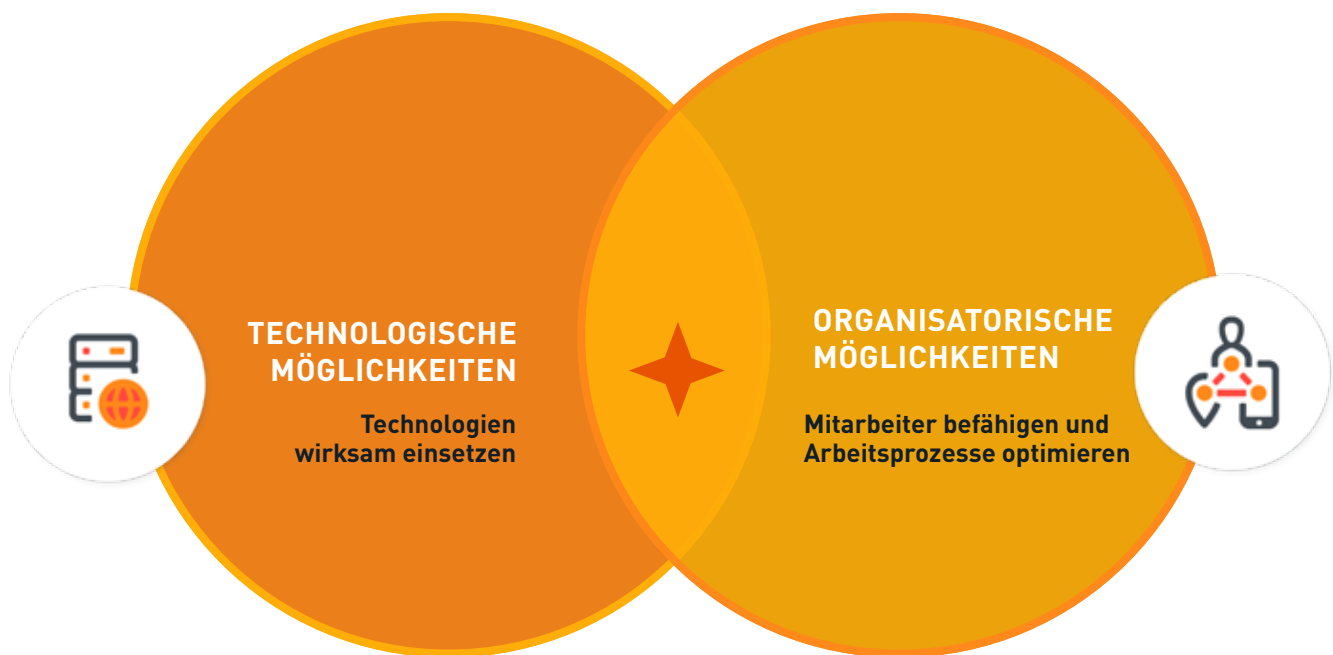 TECHNOLOGISCHE
MÖGLICHKEITEN
Technologien
wirksam einsetzen
ORGANISATORISCHE
MÖGLICHKEITEN
Mitarbeiter befähigen und
Arbeitsprozesse optimieren